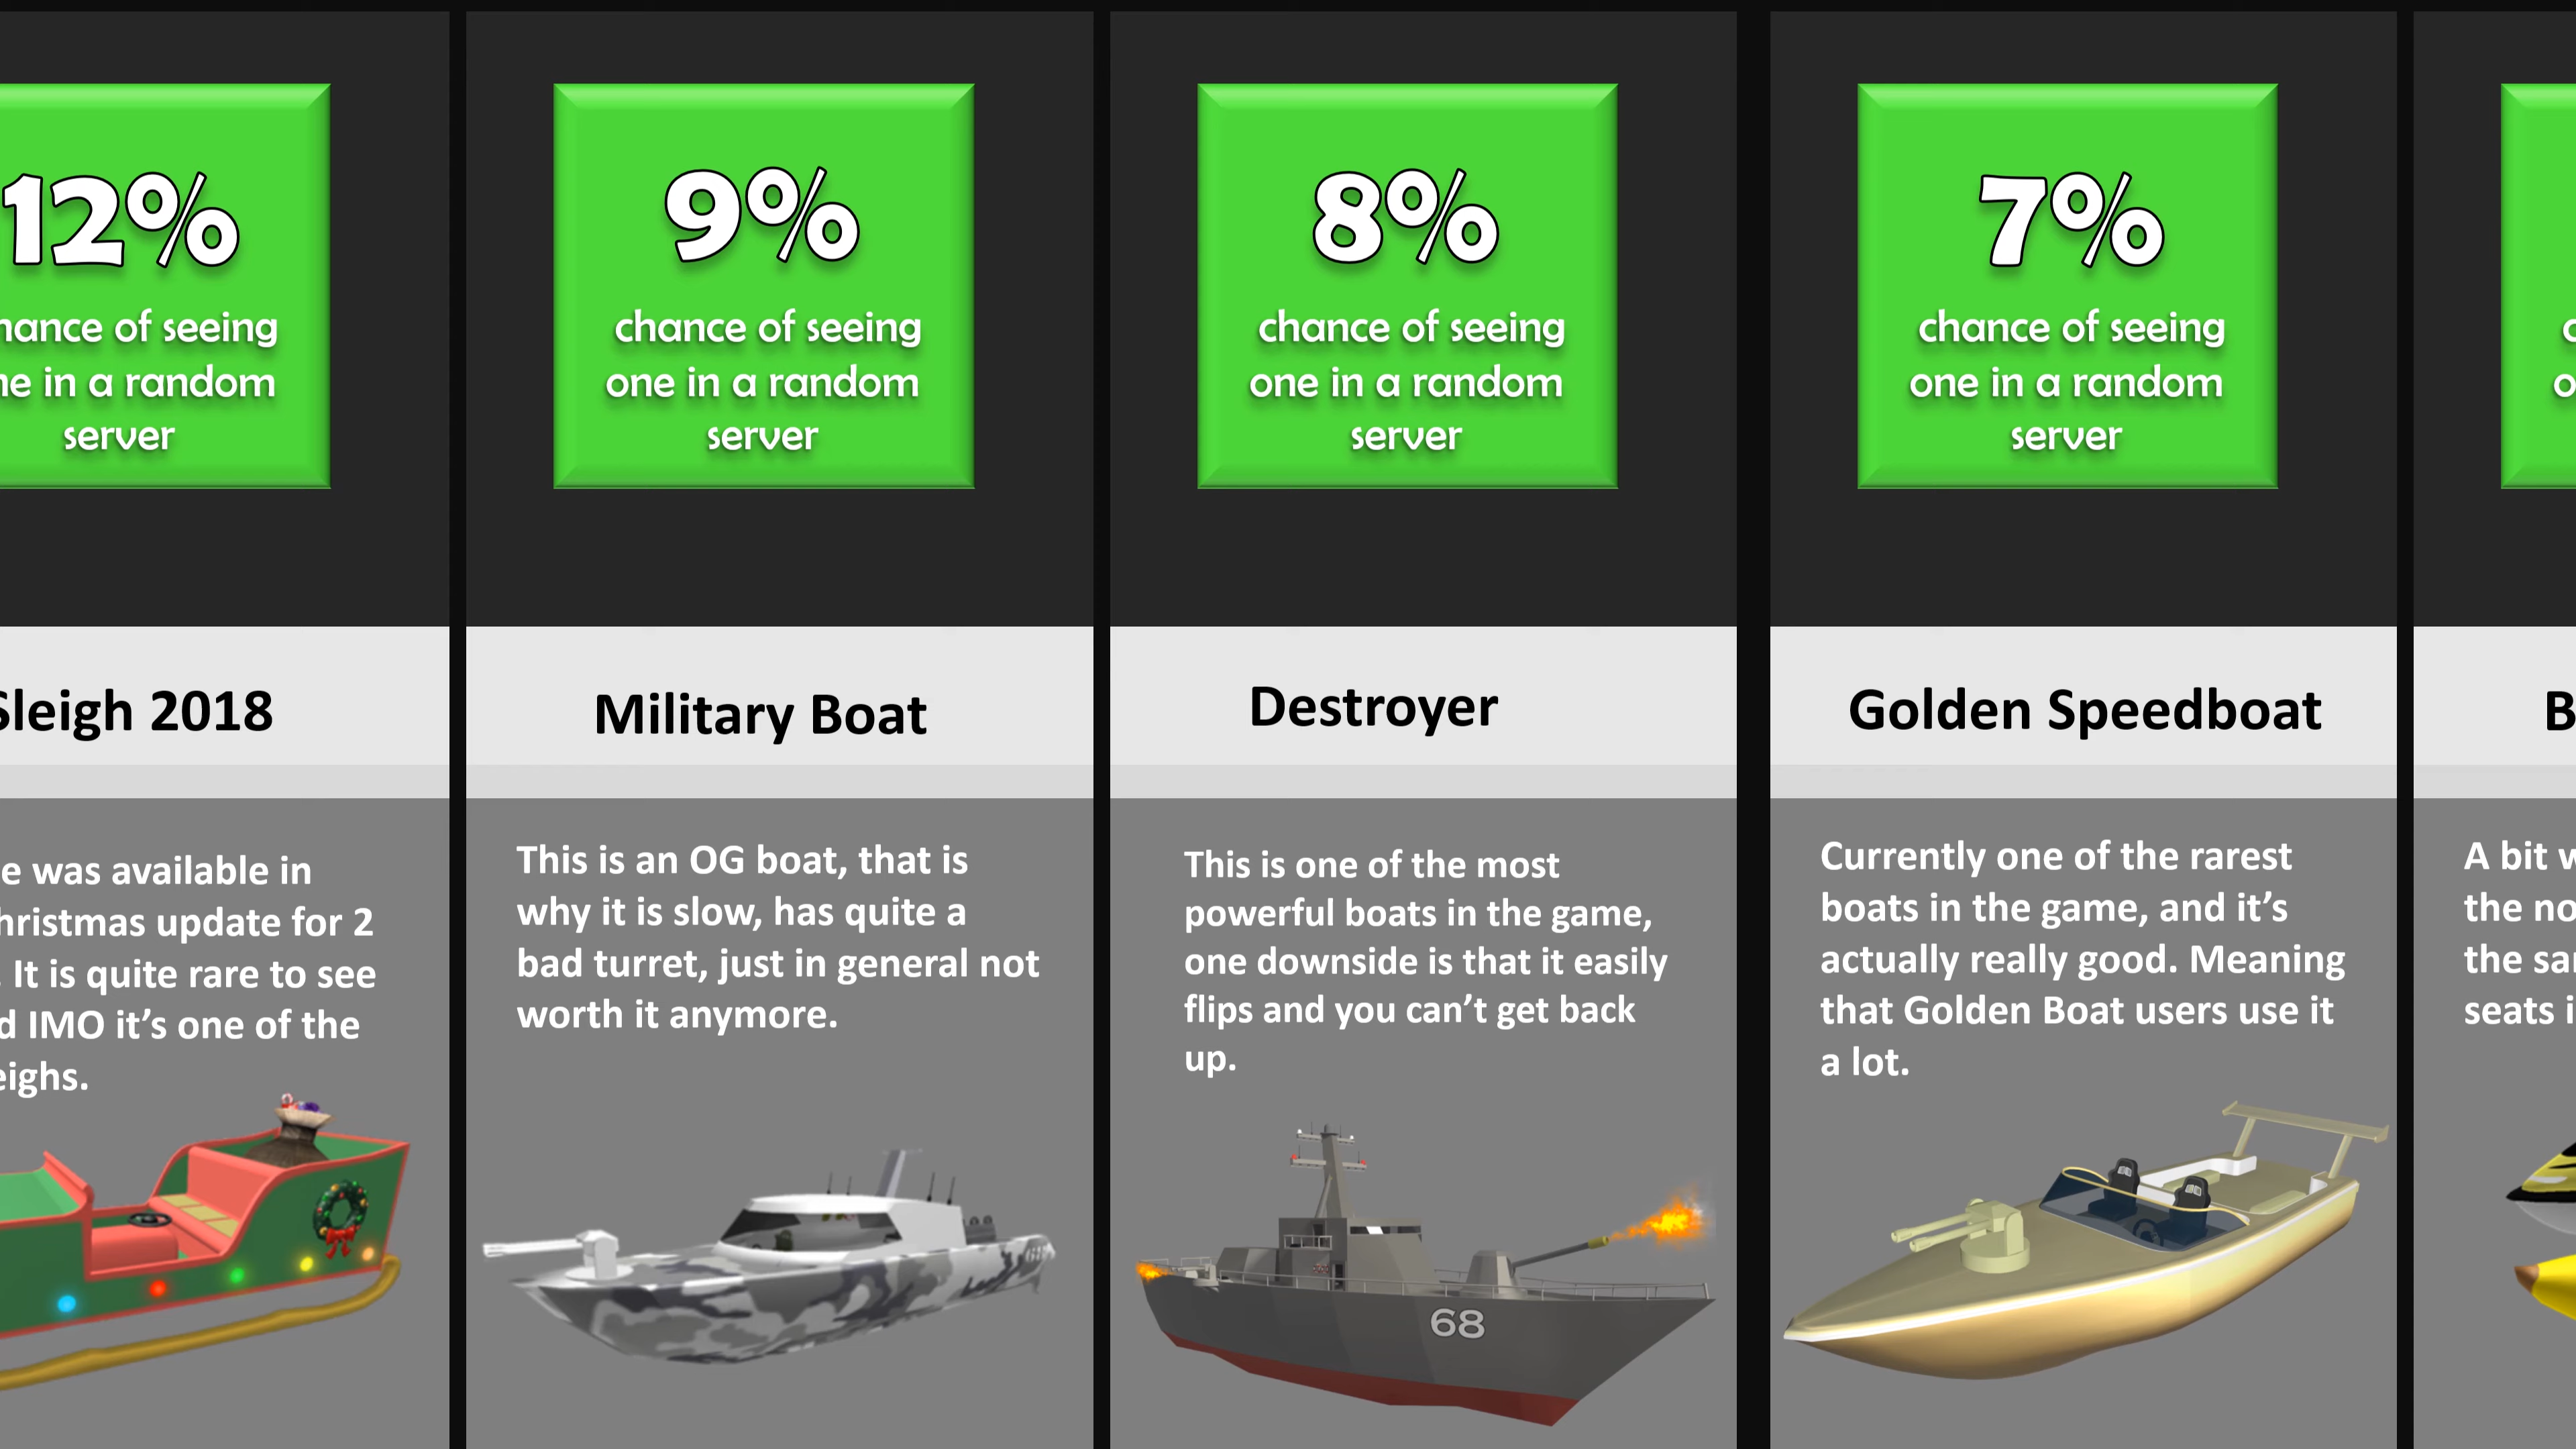 12%
hance of seeing
ne in a random
server
Sleigh 2018
e was available in
hristmas update for 2
. It is quite rare to see
d IMO it's one of the
eighs.
9%
chance of seeing
one in a random
server
Military Boat
This is an OG boat, that is
why it is slow, has quite a
bad turret, just in general not
worth it anymore.
8%
chance of seeing
one in a random
server
Destroyer
This is one of the most
powerful boats in the game,
one downside is that it easily
flips and you can't get back
up.
68
7%
chance of seeing
one in a random
server
Golden Speedboat
Currently one of the rarest
boats in the game, and it's
actually really good. Meaning
that Golden Boat users use it
a lot.
B
A bit w
the no
the sa
seats i